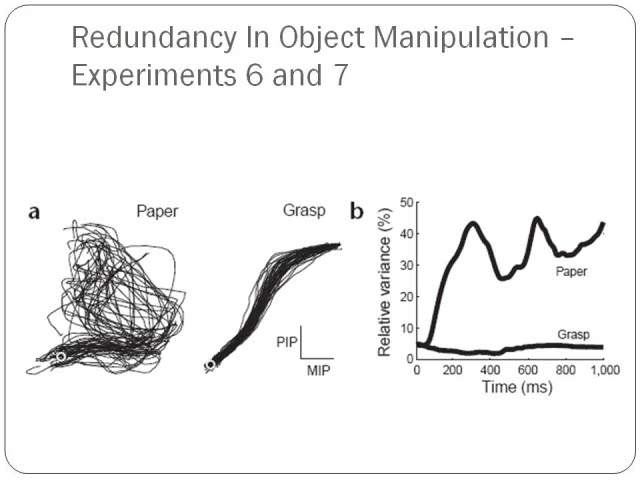 Redundancy In Object Manipulation –
Experiments 6 and 7
a
Paper
Grasp
PIP
MIP
b
Relative variance (%)
50
40
30
20
10
0
Paper
Grasp
0 200 400 600 800 1,000
Time (ms)